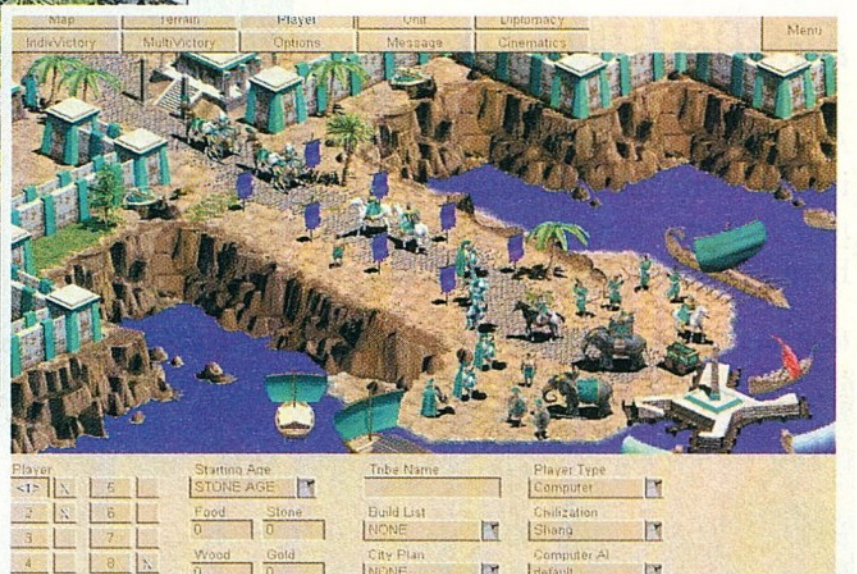 Map Terrain Player Unit Diplomacy Menu
IndivVictory MultiVictory Options Message Cinematics
Player Starting Age Tribe Name Player Type
<1> X 5 STONE AGE Computer
2 X 6 Food Stone Build List Civilization
3 7 0 0 NONE Shang
4 8 X Wood Gold City Plan Computer AI
0 0 NONE default